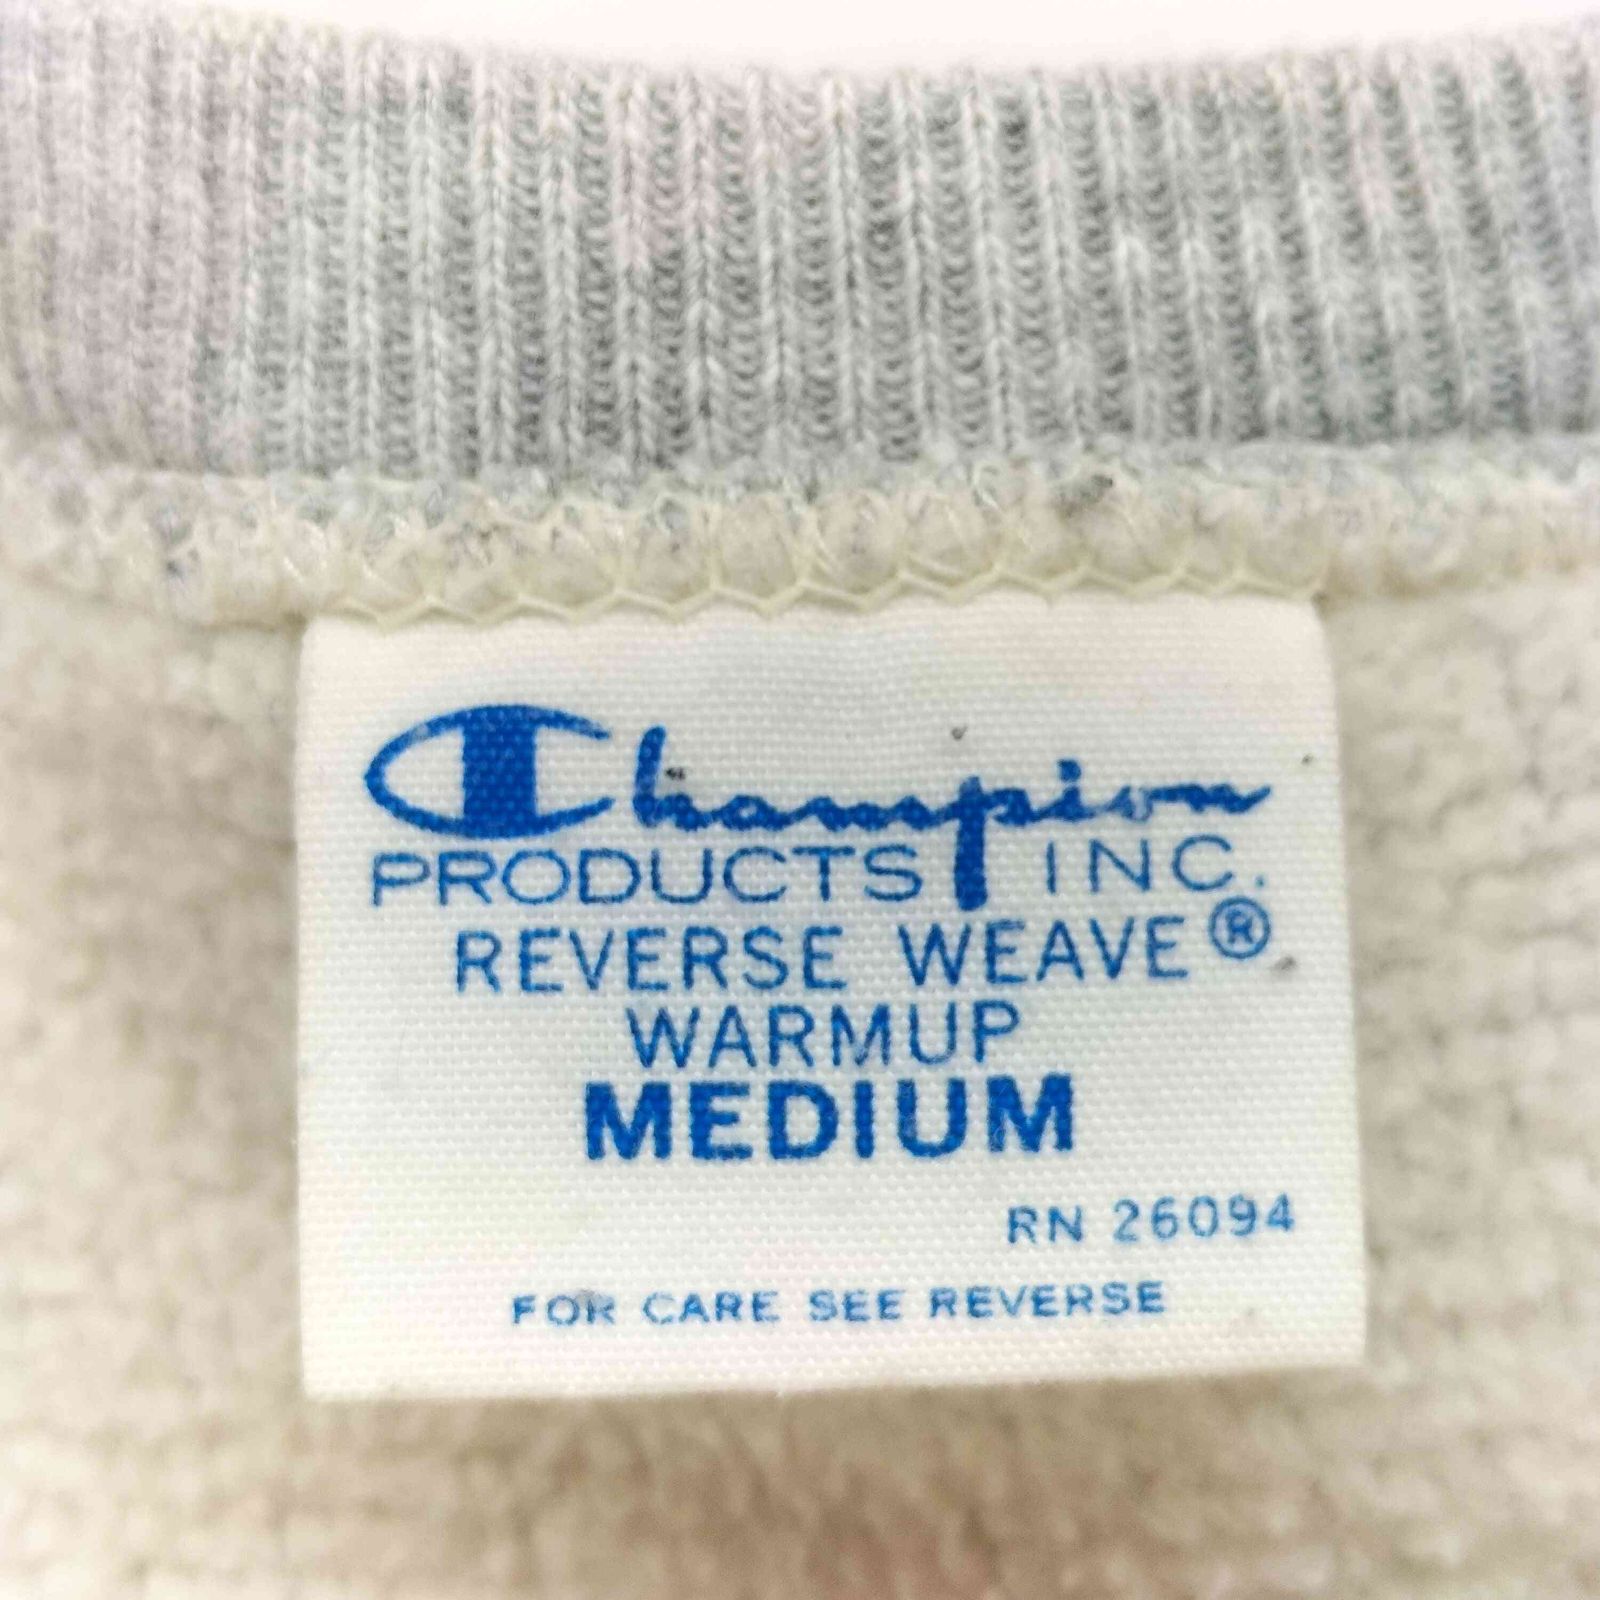 Champion
PRODUCTS INC.
REVERSE WEAVE®
WARMUP
MEDIUM
RN 26094
FOR CARE SEE REVERSE